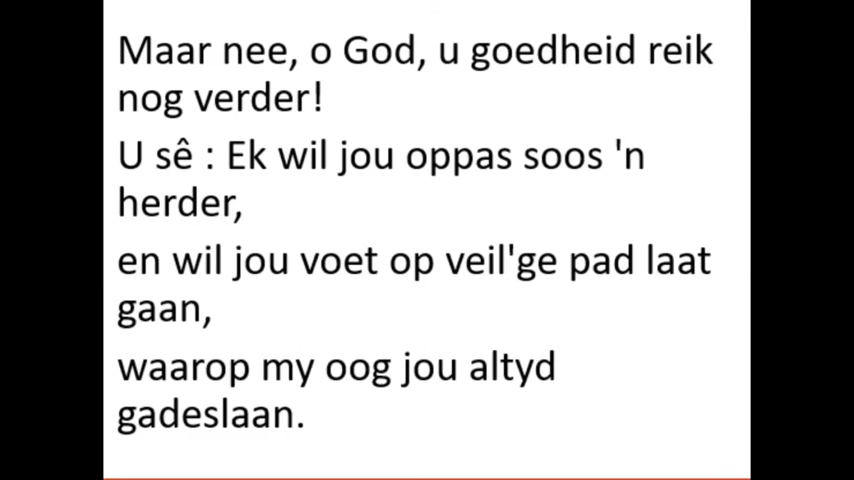 Maar nee, o God, u goedheid reik
nog verder!
U sê : Ek wil jou oppas soos 'n
herder,
en wil jou voet op veil'ge pad laat
gaan,
waarop my oog jou altyd
gadeslaan.